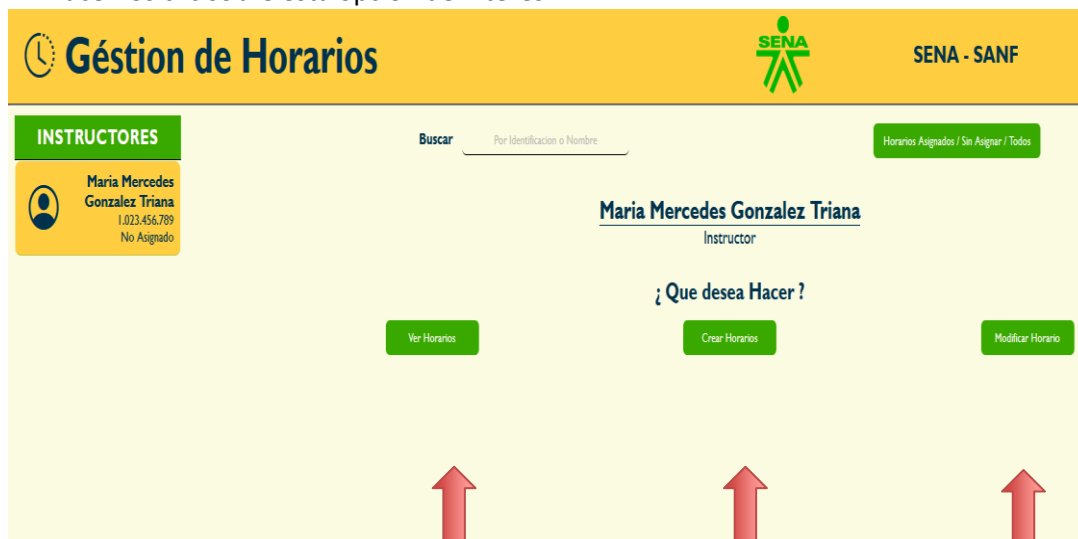 Géstion de Horarios
SENA
SENA - SANF
INSTRUCTORES
Maria Mercedes
Gonzalez Triana
1.023.456.789
No Asignado
Buscar Por Identificacion o Nombre
Horarios Asignados / Sin Asignar / Todos
Maria Mercedes Gonzalez Triana
Instructor
¿ Que desea Hacer ?
Ver Horarios
Crear Horarios
Modificar Horario